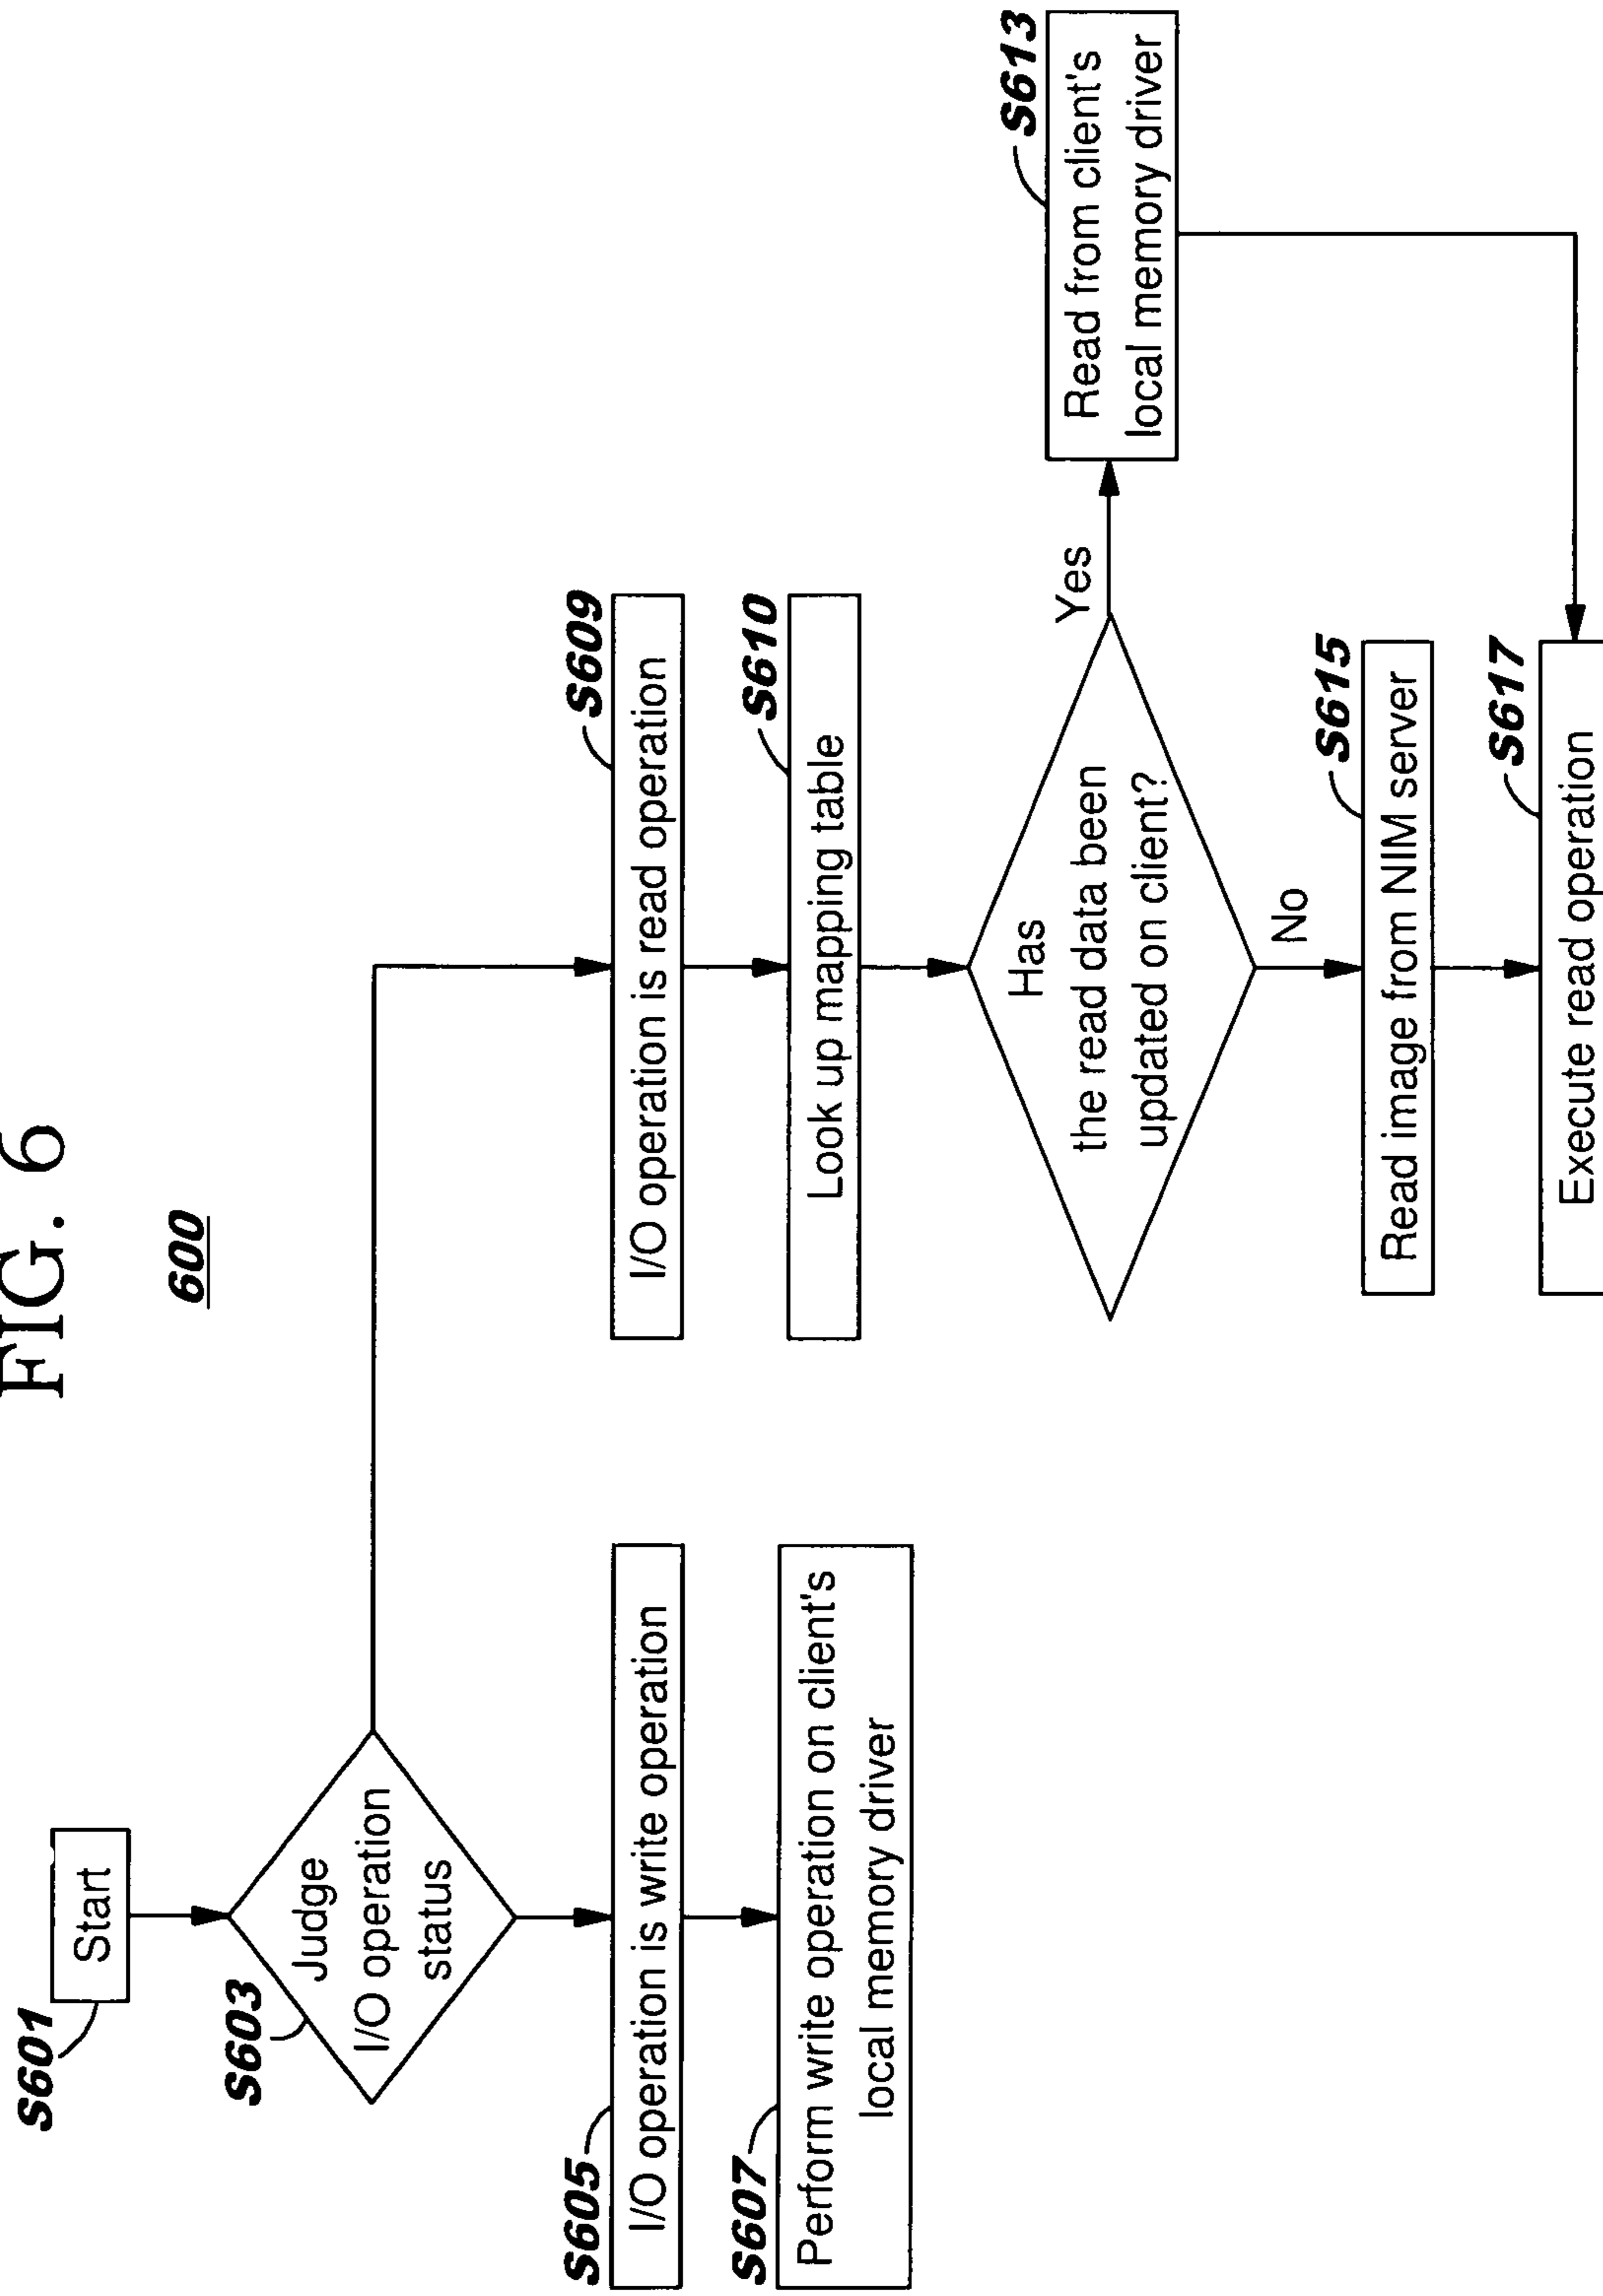 FIG. 6
600
S601
Start
S603
Judge
I/O operation
status
S605
I/O operation is write operation
S607
Perform write operation on client's
local memory driver
S609
I/O operation is read operation
S610
Look up mapping table
Has
the read data been
updated on client?
Yes
S613
Read from client's
local memory driver
No
S615
Read image from NIM server
S617
Execute read operation